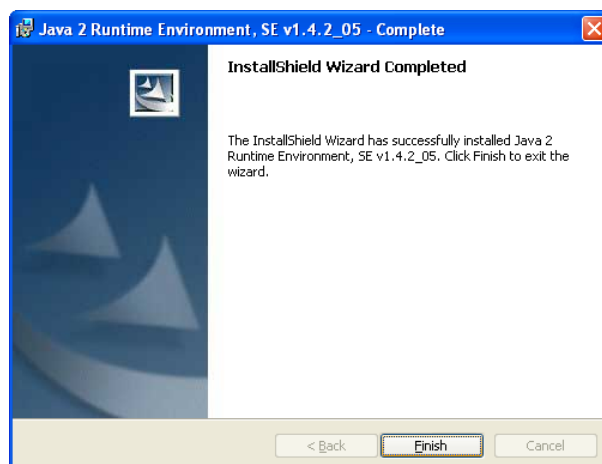 Java 2 Runtime Environment, SE v1.4.2_05 - Complete
InstallShield Wizard Completed
The InstallShield Wizard has successfully installed Java 2
Runtime Environment, SE v1.4.2_05. Click Finish to exit the
wizard.
< Back Finish Cancel